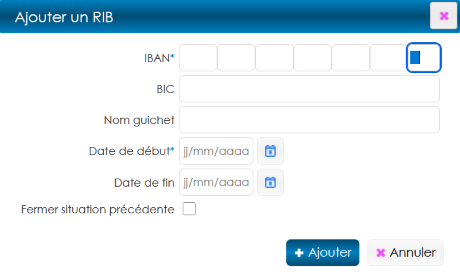 Ajouter un RIB
IBAN*
BIC
Nom guichet
Date de début* jj/mm/aaaa
Date de fin jj/mm/aaaa
Fermer situation précédente
Ajouter Annuler